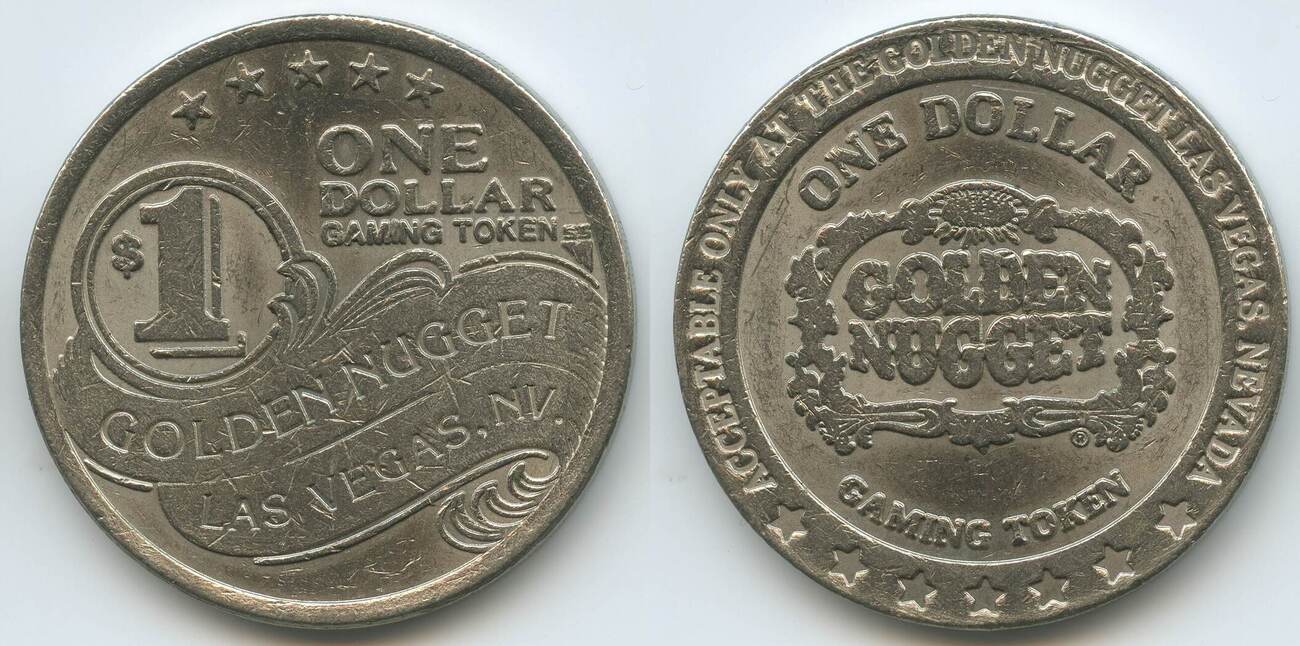 ONE
DOLLAR
GAMING TOKEN
$1
GOLDEN NUGGET
LAS VEGAS, NV.
ACCEPTABLE ONLY AT THE GOLDEN NUGGET LAS VEGAS, NEVADA
ONE DOLLAR
GOLDEN
NUGGET
®
GAMING TOKEN